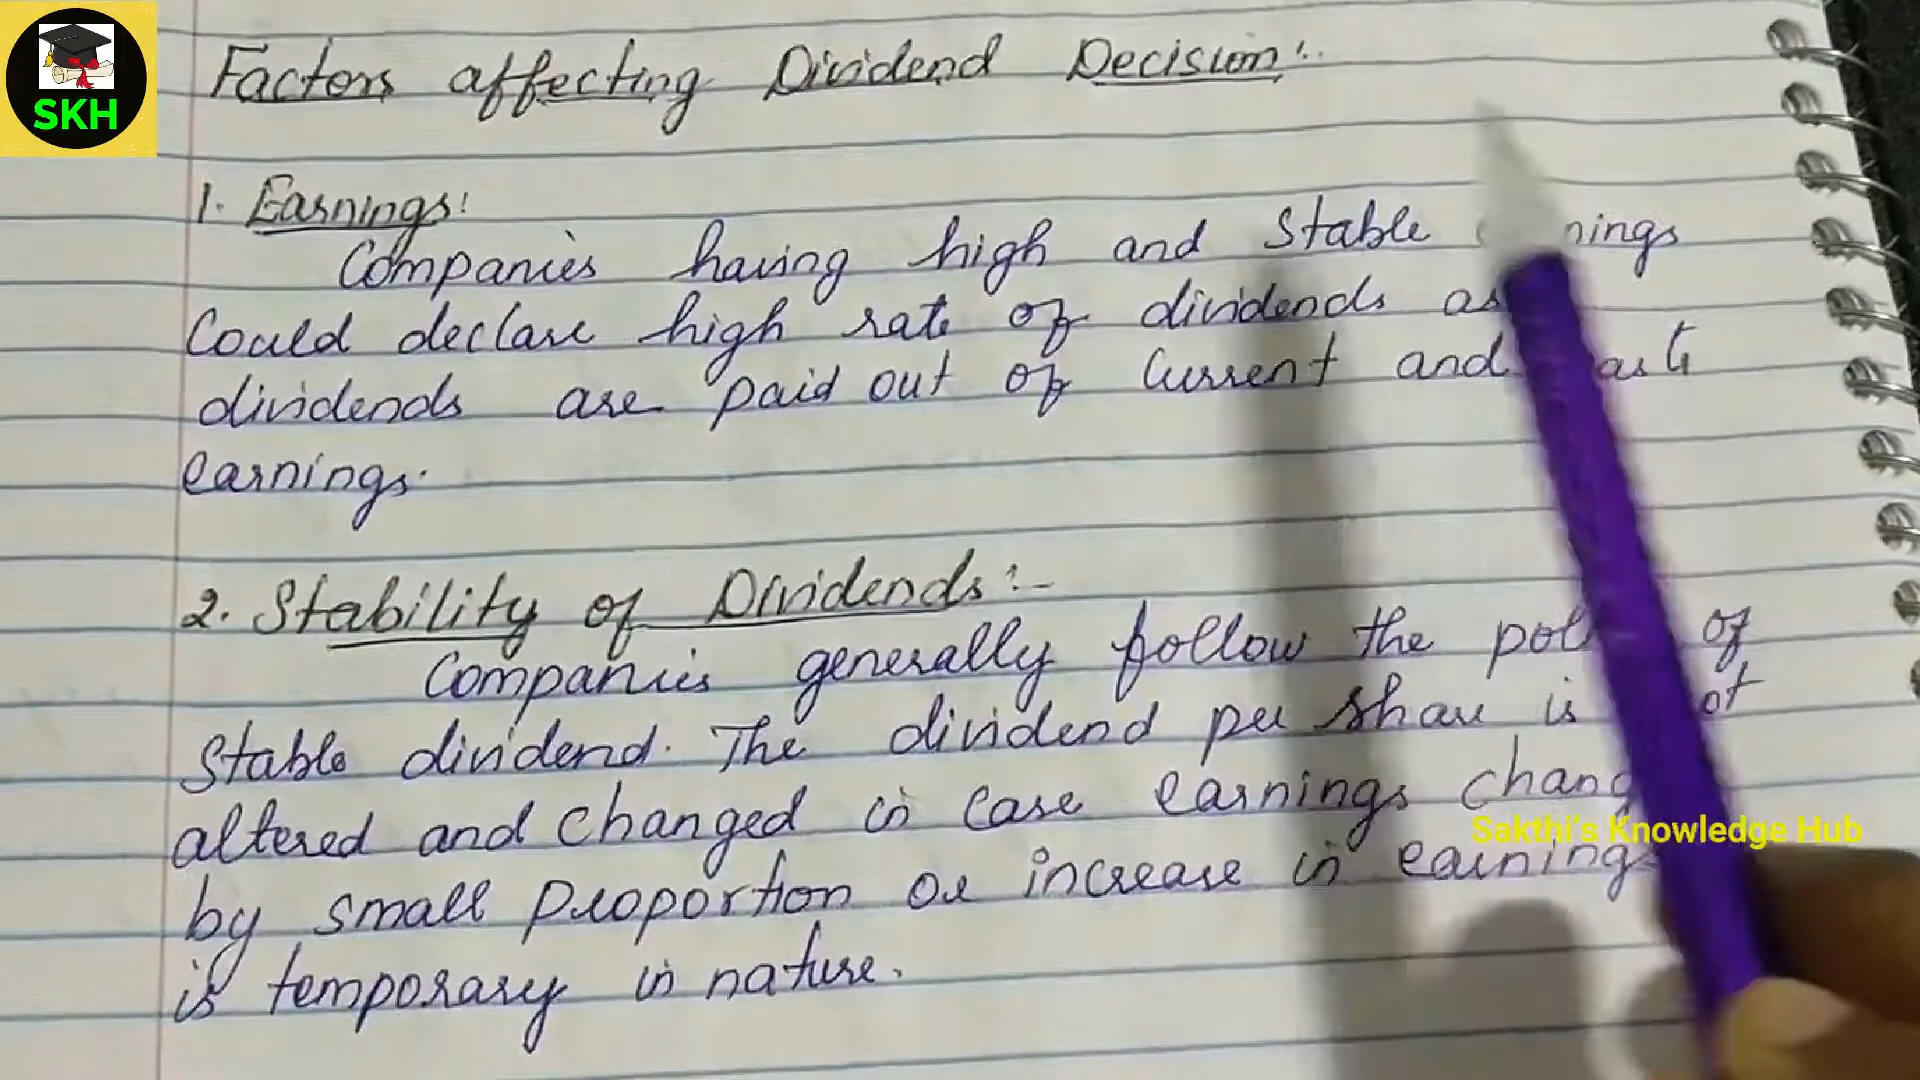 SKH
Factors affecting Dividend Decision:
1. Earnings:
Companies having high and stable
Could declare high rate of dividends as
dividends are paid out of Current and
earnings.
2. Stability of Dividends:-
Companies generally follow the of
Stable dividend. The dividend per share is
altered and changed in Case earnings
Sakthi's Knowledge Hub
by small proportion or increase in earnings
is temporary in nature.